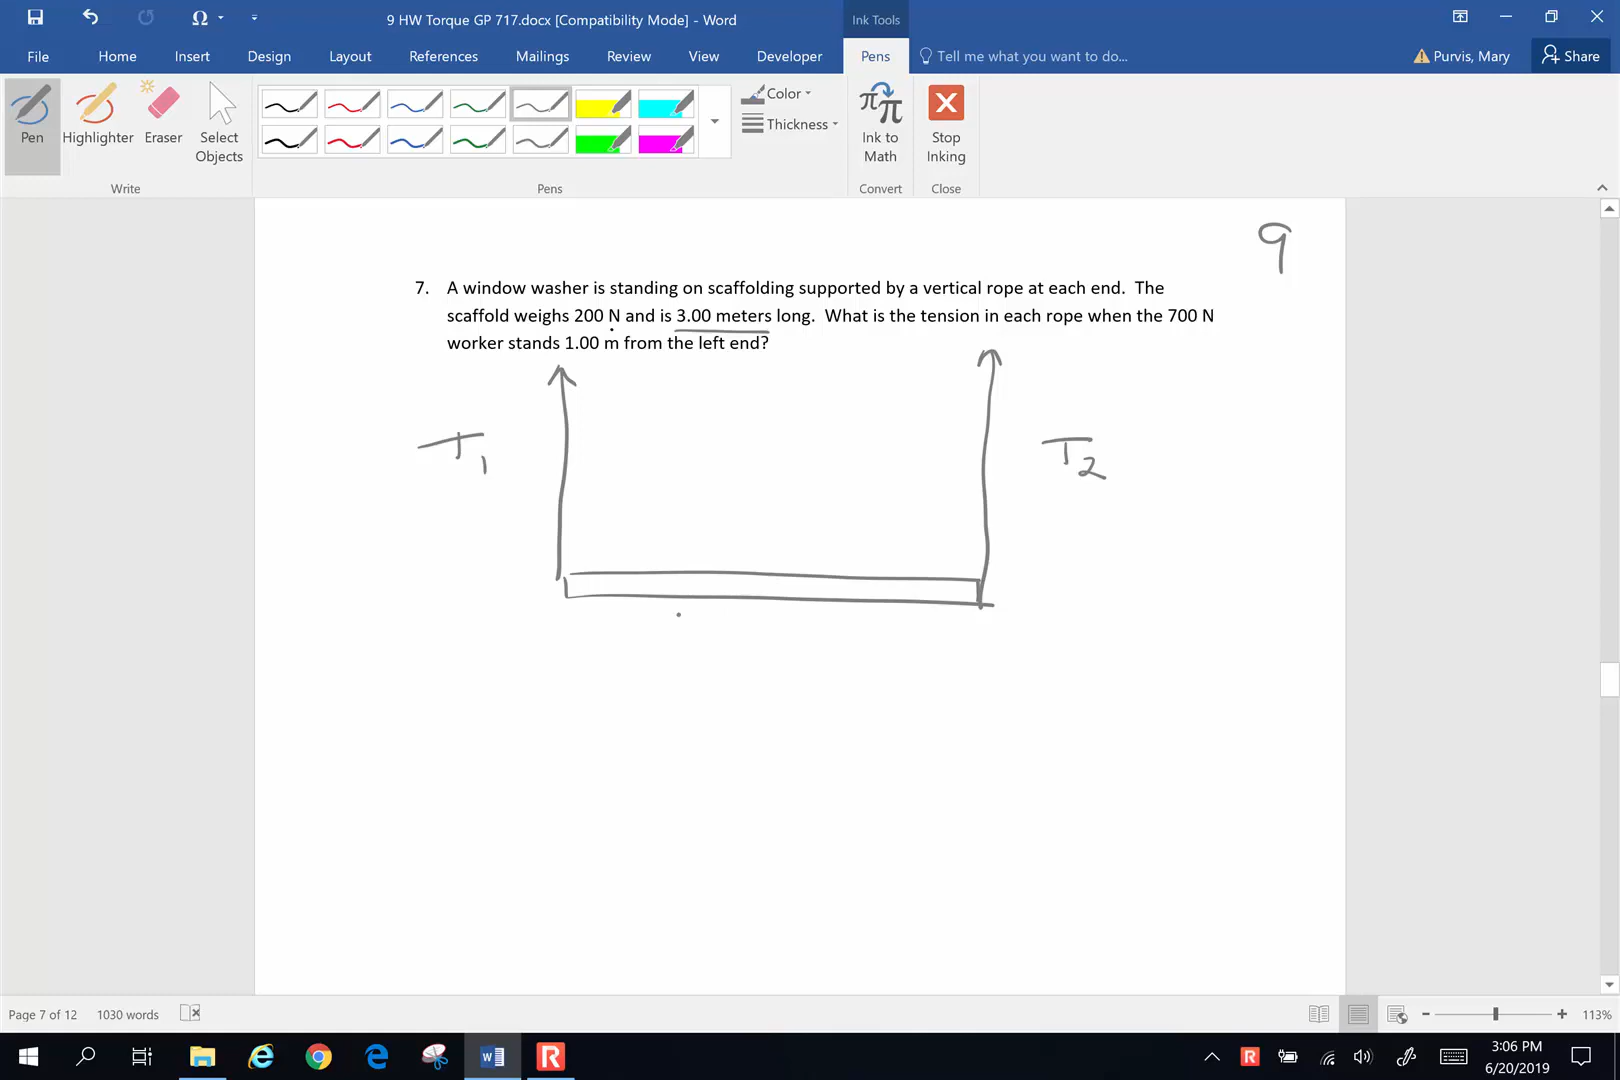 9 HW Torque GP 717.docx [Compatibility Mode] - Word
Ink Tools
File Home Insert Design Layout References Mailings Review View Developer Pens Tell me what you want to do... Purvis, Mary Share
Pen Highlighter Eraser Select Objects
Color
Thickness
Ink to Math
Stop Inking
Write Pens Convert Close
9
7. A window washer is standing on scaffolding supported by a vertical rope at each end. The
scaffold weighs 200 N and is 3.00 meters long. What is the tension in each rope when the 700 N
worker stands 1.00 m from the left end?
T1 T2
Page 7 of 12 1030 words 113%
3:06 PM
6/20/2019